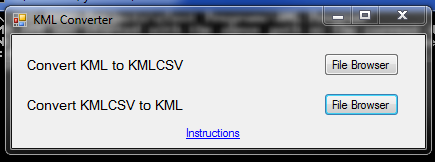 KML Converter
Convert KML to KMLCSV File Browser
Convert KMLCSV to KML File Browser
Instructions